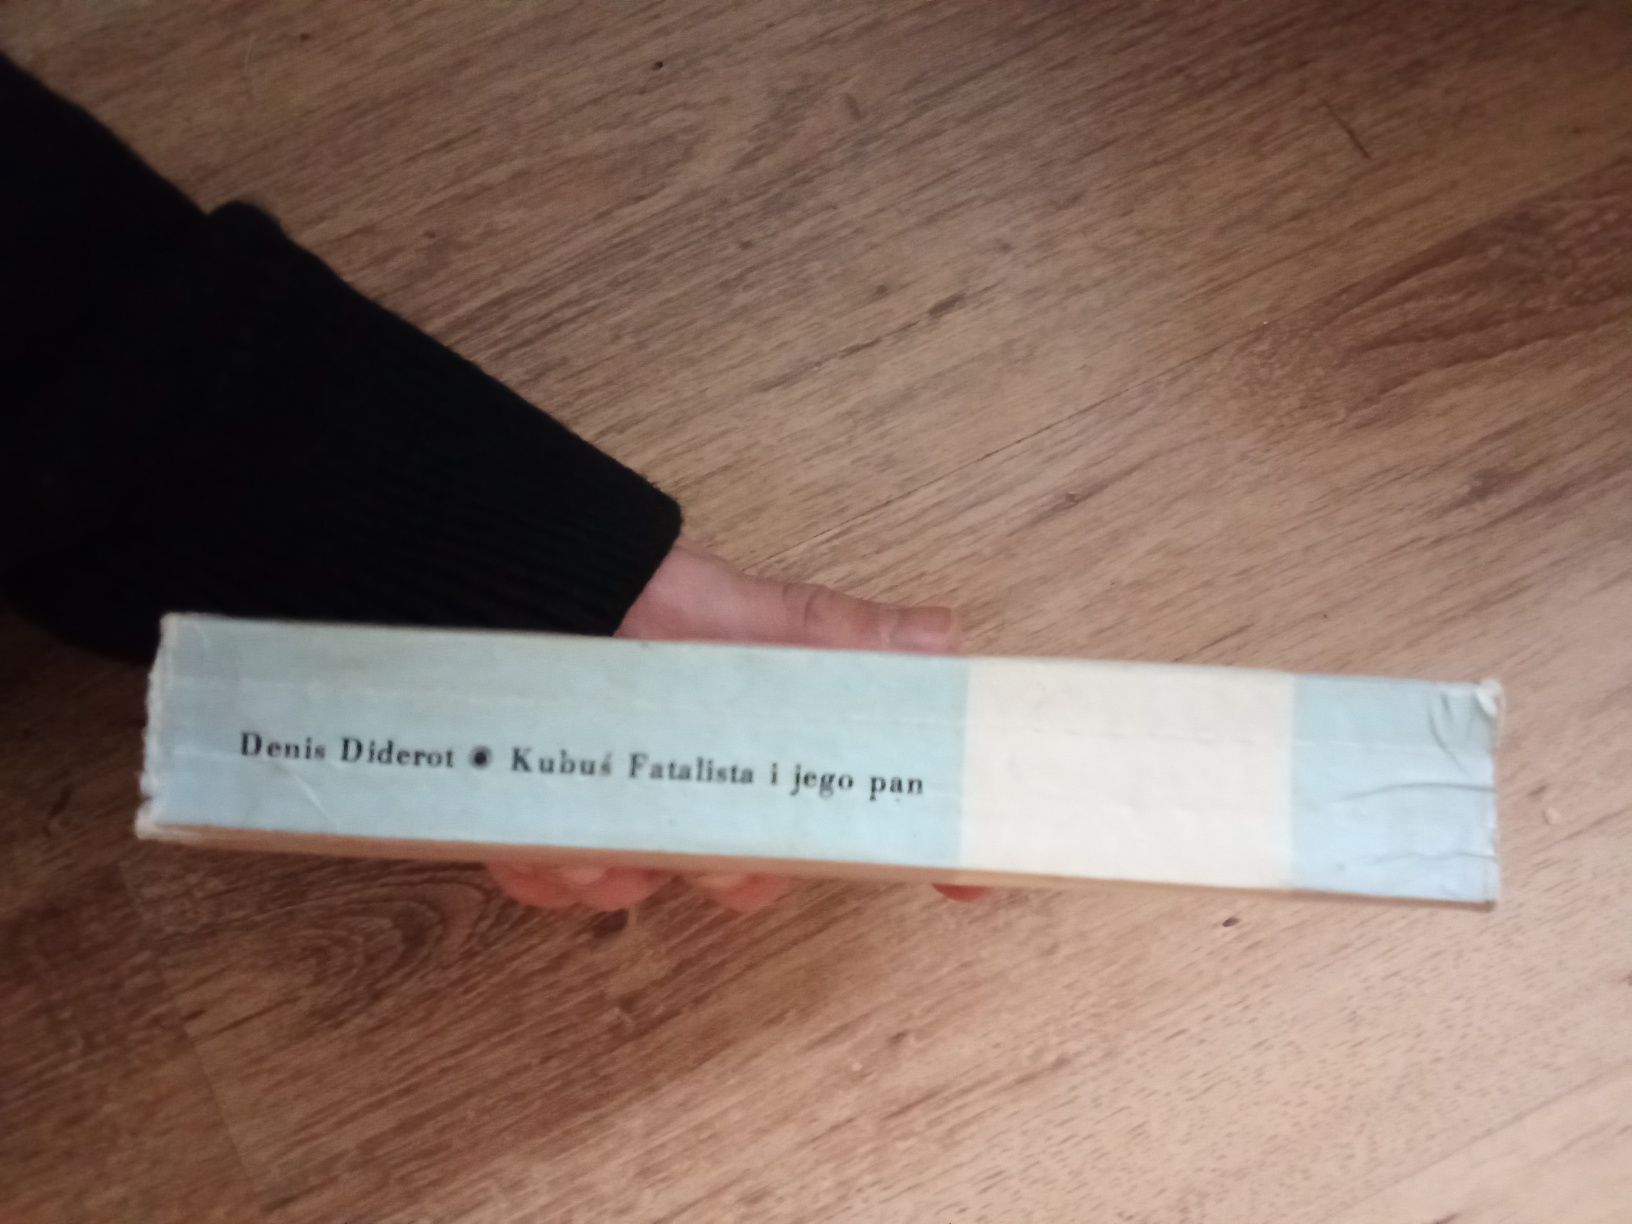 Denis Diderot ● Kubuś Fatalista i jego pan